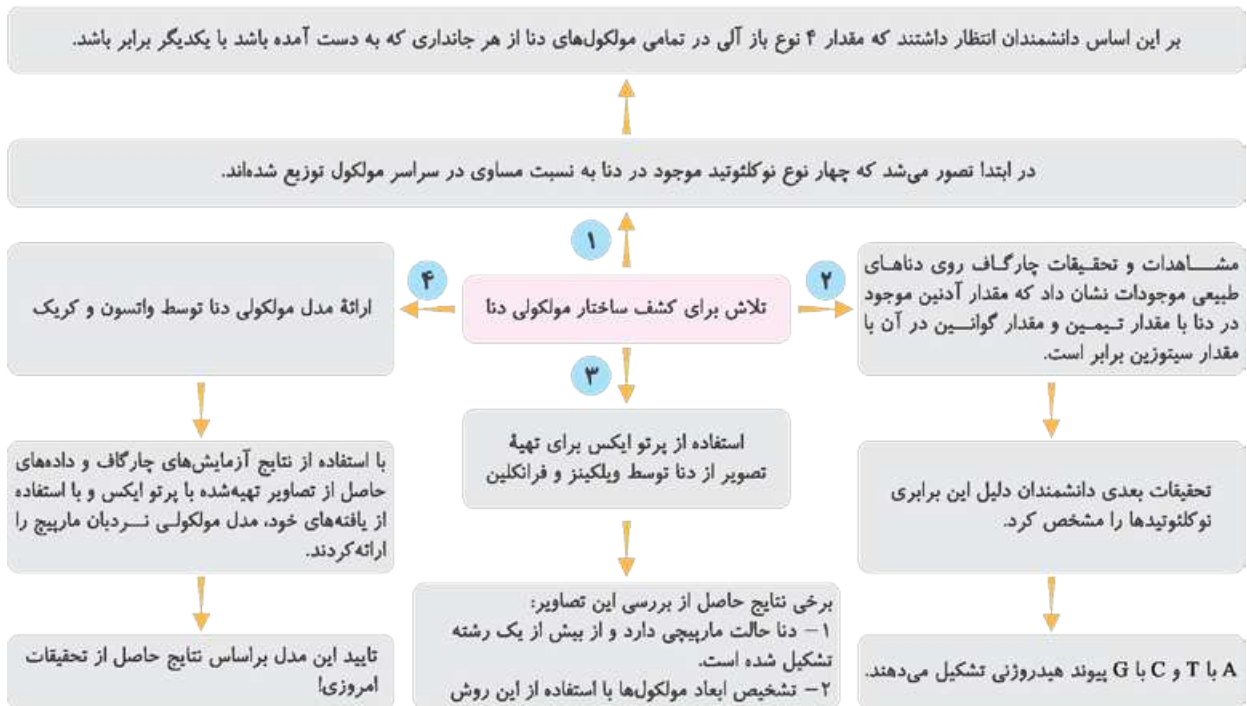 بر این اساس دانشمندان انتظار داشتند که مقدار ۴ نوع باز آلی در تمامی مولکول‌های دنا از هر جانداری که به دست آمده باشد با یکدیگر برابر باشد.
در ابتدا تصور می‌شد که چهار نوع نوکلئوتید موجود در دنا به نسبت مساوی در سراسر مولکول توزیع شده‌اند.
۱
تلاش برای کشف ساختار مولکولی دنا
۲
مشـــاهدات و تحقـیقات چارگـاف روی دناهـای
طبیعی موجودات نشان داد که مقدار آدنین موجود
در دنا با مقدار تـیمـین و مقدار گوانــین در آن با
مقدار سیتوزین برابر است.
تحقیقات بعدی دانشمندان دلیل این برابری
نوکلئوتیدها را مشخص کرد.
A با T و C با G پیوند هیدروژنی تشکیل می‌دهند.
۳
استفاده از پرتو ایکس برای تهیهٔ
تصویر از دنا توسط ویلکینز و فرانکلین
برخی نتایج حاصل از بررسی این تصاویر:
۱– دنا حالت مارپیچی دارد و از بیش از یک رشته
تشکیل شده است.
۲– تشخیص ابعاد مولکول‌ها با استفاده از این روش
۴
ارائهٔ مدل مولکولی دنا توسط واتسون و کریک
با استفاده از نتایج آزمایش‌های چارگاف و داده‌های
حاصل از تصاویر تهیه‌شده با پرتو ایکس و با استفاده
از یافته‌های خود، مدل مولکولـی نـــردبان مارپیچ را
ارائه‌کردند.
تایید این مدل براساس نتایج حاصل از تحقیقات
امروزی!